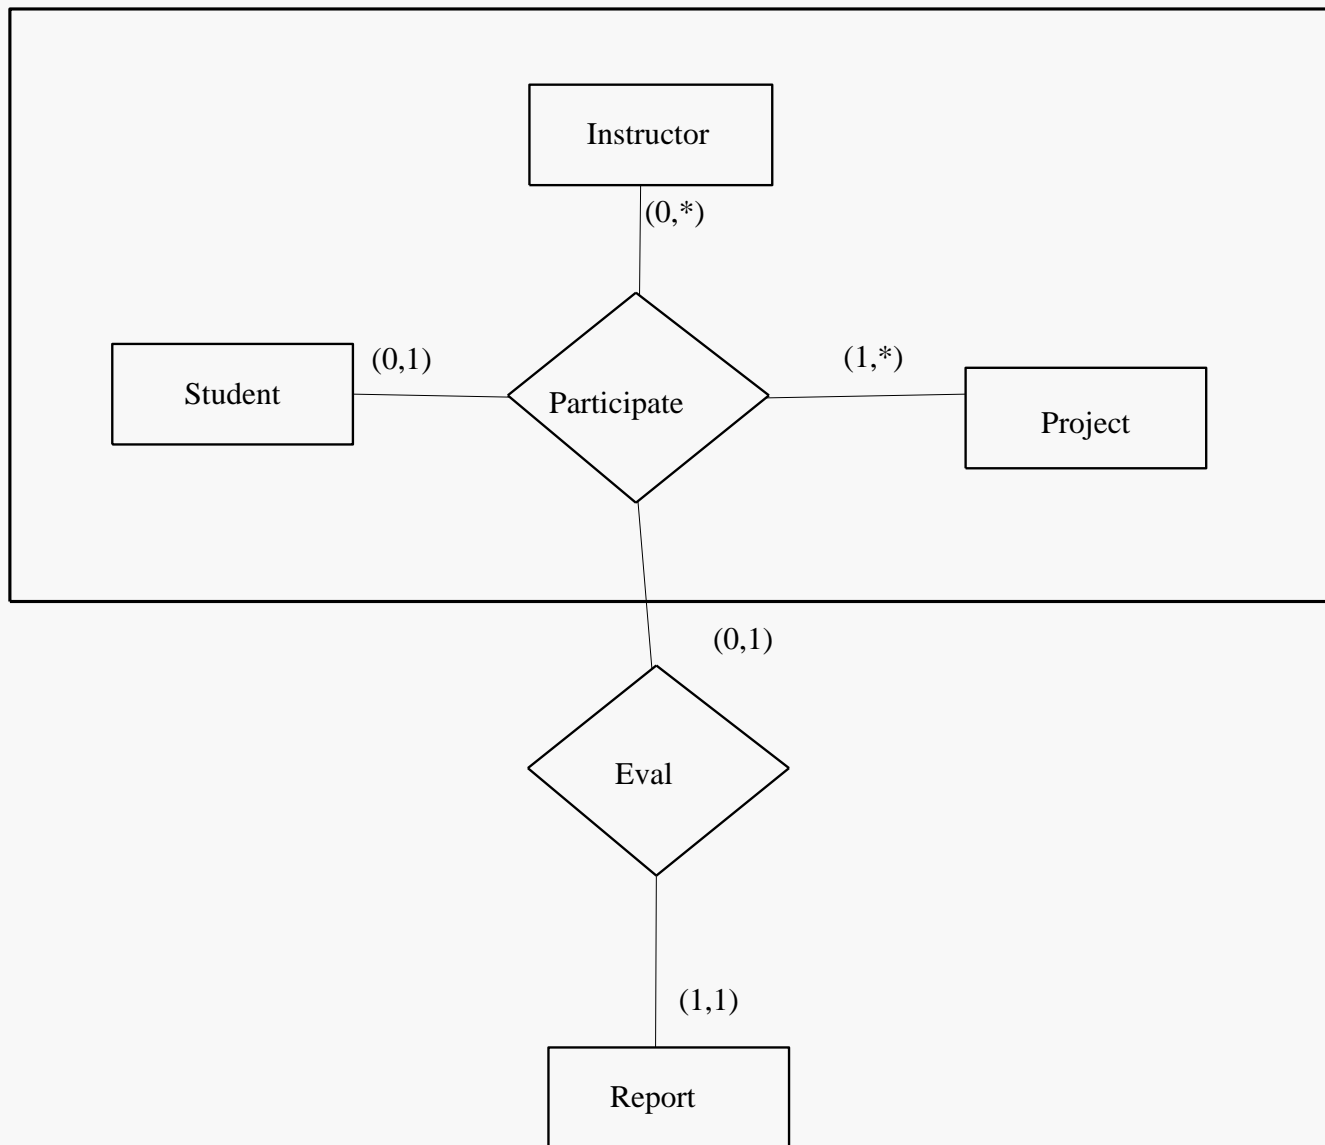 Instructor
(0,*)
(0,1)
(1,*)
Student
Participate
Project
(0,1)
Eval
(1,1)
Report